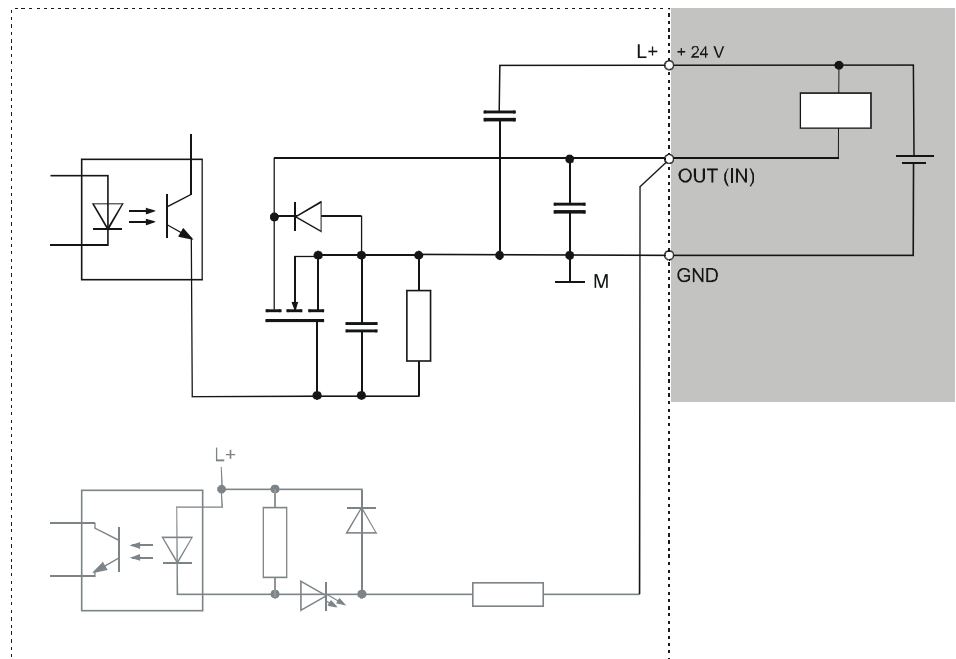 L+
+ 24 V
OUT (IN)
M
GND
L+